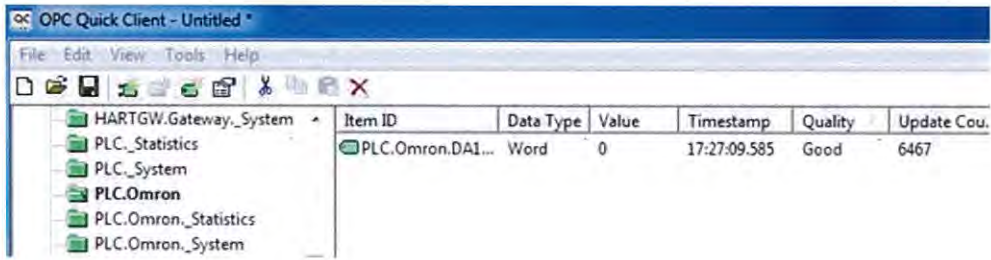 OPC Quick Client - Untitled *
File Edit View Tools Help
HARTGW.Gateway._System
PLC._Statistics
PLC._System
PLC.Omron
PLC.Omron._Statistics
PLC.Omron._System
Item ID Data Type Value Timestamp Quality Update Cou.
PLC.Omron.DA1... Word 0 17:27:09.585 Good 6467